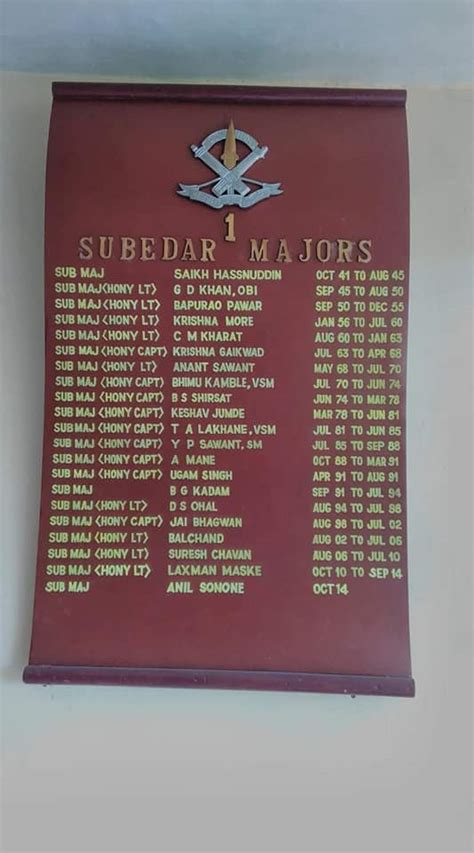 1
SUBEDAR MAJORS
SUB MAJ SAIKH HASSNUDDIN OCT 41 TO AUG 45
SUB MAJ<HONY LT> G D KHAN,OBI SEP 45 TO AUG 50
SUB MAJ<HONY LT> BAPURAO PAWAR SEP 50 TO DEC 55
SUB MAJ<HONY LT> KRISHNA MORE JAN 56 TO JUL 60
SUB MAJ<HONY LT> C M KHARAT AUG 60 TO JAN 63
SUB MAJ<HONY CAPT> KRISHNA GAIKWAD JUL 63 TO APR 68
SUB MAJ<HONY LT> ANANT SAWANT MAY 68 TO JUL 70
SUB MAJ<HONY CAPT> BHIMU KAMBLE,VSM JUL 70 TO JUN 74
SUB MAJ<HONY CAPT> B S SHIRSAT JUN 74 TO MAR 78
SUB MAJ<HONY CAPT> KESHAV JUMDE MAR 78 TO JUN 81
SUB MAJ<HONY CAPT> T A LAKHANE,VSM JUL 81 TO JUN 85
SUB MAJ<HONY CAPT> Y P SAWANT,SM JUL 85 TO SEP 88
SUB MAJ<HONY CAPT> A MANE OCT 88 TO MAR 91
SUB MAJ<HONY CAPT> UGAM SINGH APR 91 TO AUG 91
SUB MAJ B G KADAM SEP 91 TO JUL 94
SUB MAJ<HONY LT> D S OHAL AUG 94 TO JUL 98
SUB MAJ<HONY CAPT> JAI BHAGWAN AUG 98 TO JUL 02
SUB MAJ<HONY LT> BALCHAND AUG 02 TO JUL 06
SUB MAJ<HONY LT> SURESH CHAVAN AUG 06 TO JUL 10
SUB MAJ<HONY LT> LAXMAN MASKE OCT 10 TO SEP 14
SUB MAJ ANIL SONONE OCT 14